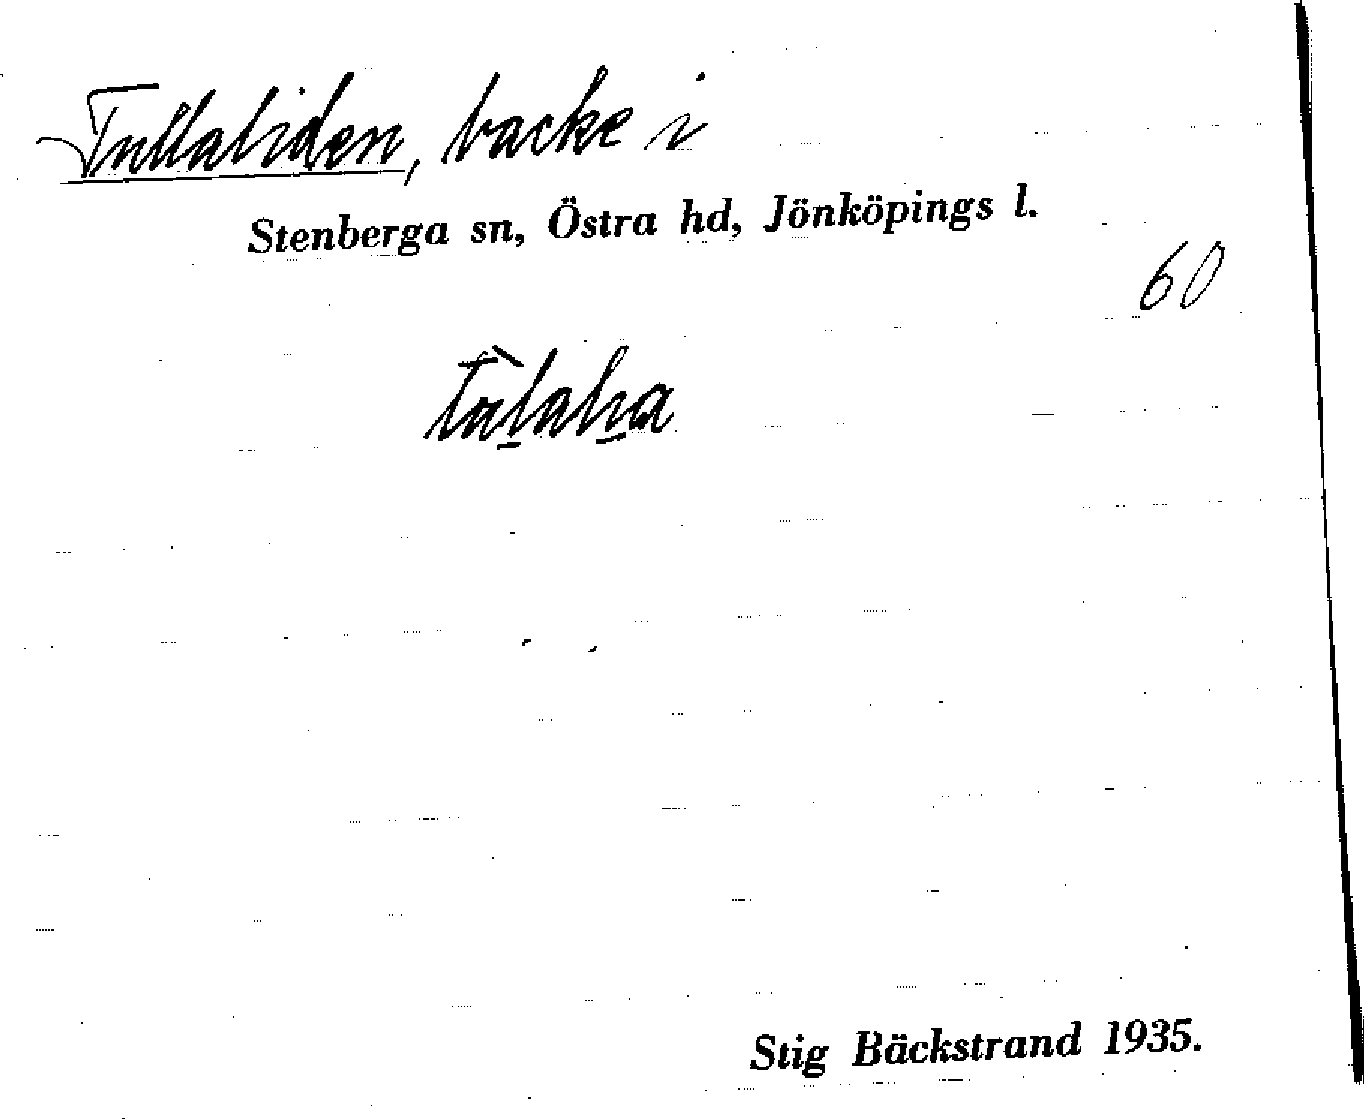 Tullaliden, backe i
Stenberga sn, Östra hd, Jönköpings l.
60
Stig Bäckstrand 1935.